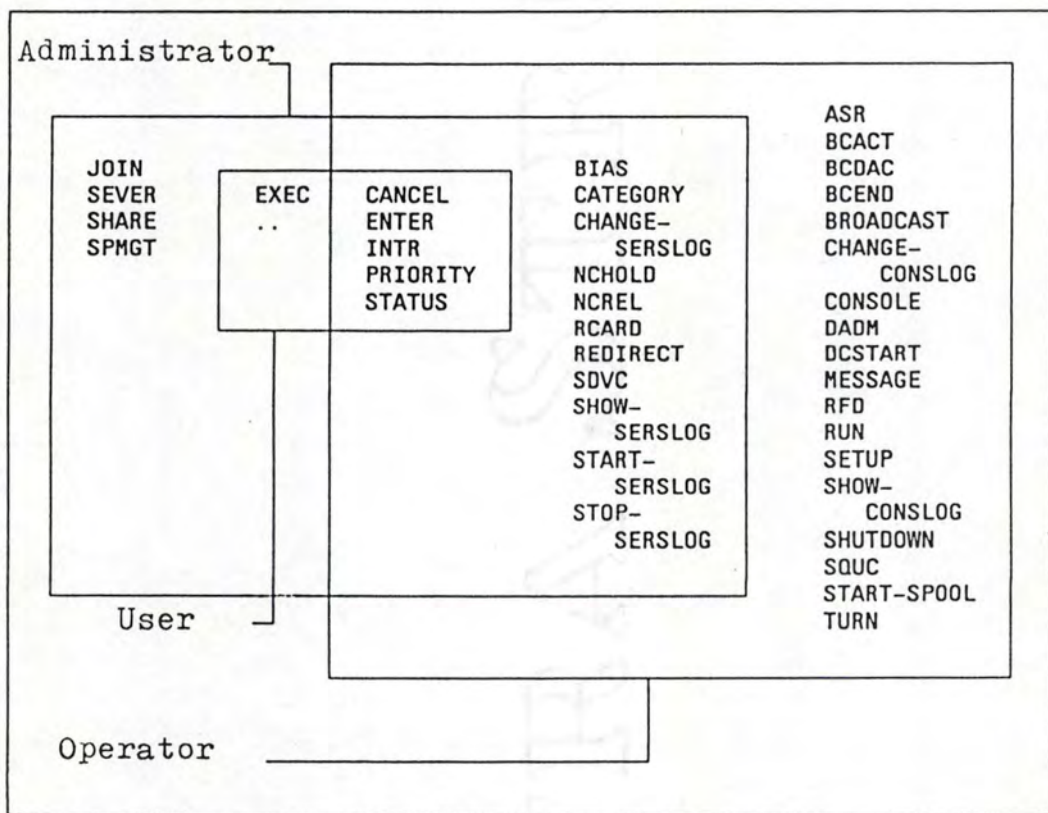 Administrator
JOIN
SEVER
SHARE
SPMGT
EXEC
..
CANCEL
ENTER
INTR
PRIORITY
STATUS
BIAS
CATEGORY
CHANGE-
SERSLOG
NCHOLD
NCREL
RCARD
REDIRECT
SDVC
SHOW-
SERSLOG
START-
SERSLOG
STOP-
SERSLOG
ASR
BCACT
BCDAC
BCEND
BROADCAST
CHANGE-
CONSLOG
CONSOLE
DADM
DCSTART
MESSAGE
RFD
RUN
SETUP
SHOW-
CONSLOG
SHUTDOWN
SQUC
START-SPOOL
TURN
User
Operator